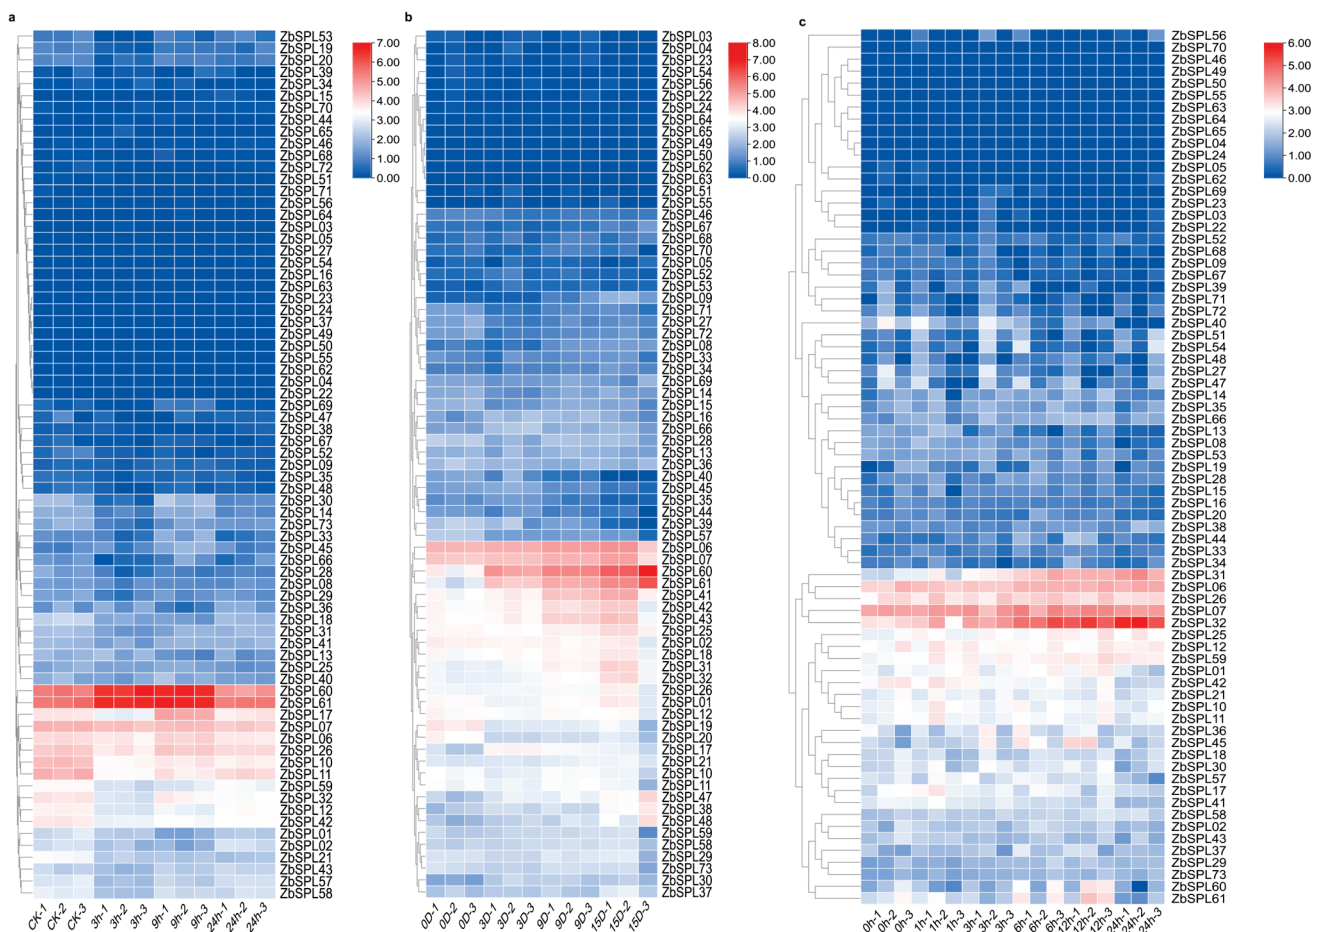 a
ZbSPL53
ZbSPL19
ZbSPL20
ZbSPL39
ZbSPL34
ZbSPL15
ZbSPL70
ZbSPL44
ZbSPL65
ZbSPL46
ZbSPL68
ZbSPL72
ZbSPL51
ZbSPL71
ZbSPL56
ZbSPL64
ZbSPL03
ZbSPL05
ZbSPL27
ZbSPL54
ZbSPL16
ZbSPL63
ZbSPL23
ZbSPL24
ZbSPL37
ZbSPL49
ZbSPL50
ZbSPL55
ZbSPL62
ZbSPL04
ZbSPL22
ZbSPL69
ZbSPL47
ZbSPL38
ZbSPL67
ZbSPL52
ZbSPL09
ZbSPL35
ZbSPL48
ZbSPL30
ZbSPL14
ZbSPL73
ZbSPL33
ZbSPL45
ZbSPL66
ZbSPL28
ZbSPL08
ZbSPL29
ZbSPL36
ZbSPL18
ZbSPL31
ZbSPL41
ZbSPL13
ZbSPL25
ZbSPL40
ZbSPL60
ZbSPL61
ZbSPL17
ZbSPL07
ZbSPL06
ZbSPL26
ZbSPL10
ZbSPL11
ZbSPL59
ZbSPL32
ZbSPL12
ZbSPL42
ZbSPL01
ZbSPL02
ZbSPL21
ZbSPL43
ZbSPL57
ZbSPL58
CK-1 CK-2 CK-3 3h-1 3h-2 3h-3 9h-1 9h-2 9h-3 24h-1 24h-2 24h-3
7.00
6.00
5.00
4.00
3.00
2.00
1.00
0.00
b
ZbSPL03
ZbSPL04
ZbSPL23
ZbSPL54
ZbSPL56
ZbSPL22
ZbSPL24
ZbSPL64
ZbSPL65
ZbSPL49
ZbSPL50
ZbSPL62
ZbSPL63
ZbSPL51
ZbSPL55
ZbSPL46
ZbSPL67
ZbSPL68
ZbSPL70
ZbSPL05
ZbSPL52
ZbSPL53
ZbSPL09
ZbSPL71
ZbSPL27
ZbSPL72
ZbSPL08
ZbSPL33
ZbSPL34
ZbSPL69
ZbSPL14
ZbSPL15
ZbSPL16
ZbSPL66
ZbSPL28
ZbSPL13
ZbSPL36
ZbSPL40
ZbSPL45
ZbSPL35
ZbSPL44
ZbSPL39
ZbSPL57
ZbSPL06
ZbSPL07
ZbSPL60
ZbSPL61
ZbSPL41
ZbSPL42
ZbSPL43
ZbSPL25
ZbSPL02
ZbSPL18
ZbSPL31
ZbSPL32
ZbSPL26
ZbSPL01
ZbSPL12
ZbSPL19
ZbSPL20
ZbSPL17
ZbSPL21
ZbSPL10
ZbSPL11
ZbSPL47
ZbSPL38
ZbSPL48
ZbSPL59
ZbSPL58
ZbSPL29
ZbSPL73
ZbSPL30
ZbSPL37
0D-1 0D-2 0D-3 3D-1 3D-2 3D-3 9D-1 9D-2 9D-3 15D-1 15D-2 15D-3
8.00
7.00
6.00
5.00
4.00
3.00
2.00
1.00
0.00
c
ZbSPL56
ZbSPL70
ZbSPL46
ZbSPL49
ZbSPL50
ZbSPL55
ZbSPL63
ZbSPL64
ZbSPL65
ZbSPL04
ZbSPL24
ZbSPL05
ZbSPL62
ZbSPL69
ZbSPL23
ZbSPL03
ZbSPL22
ZbSPL52
ZbSPL68
ZbSPL09
ZbSPL67
ZbSPL39
ZbSPL71
ZbSPL72
ZbSPL40
ZbSPL51
ZbSPL54
ZbSPL48
ZbSPL27
ZbSPL47
ZbSPL14
ZbSPL35
ZbSPL66
ZbSPL13
ZbSPL08
ZbSPL53
ZbSPL19
ZbSPL28
ZbSPL15
ZbSPL16
ZbSPL20
ZbSPL38
ZbSPL44
ZbSPL33
ZbSPL34
ZbSPL31
ZbSPL06
ZbSPL26
ZbSPL07
ZbSPL32
ZbSPL25
ZbSPL12
ZbSPL59
ZbSPL01
ZbSPL42
ZbSPL21
ZbSPL10
ZbSPL11
ZbSPL36
ZbSPL45
ZbSPL18
ZbSPL30
ZbSPL57
ZbSPL17
ZbSPL41
ZbSPL58
ZbSPL02
ZbSPL43
ZbSPL37
ZbSPL29
ZbSPL73
ZbSPL60
ZbSPL61
0h-1 0h-2 0h-3 1h-1 1h-2 1h-3 3h-1 3h-2 3h-3 6h-1 6h-2 6h-3 12h-1 12h-2 12h-3 24h-1 24h-2 24h-3
6.00
5.00
4.00
3.00
2.00
1.00
0.00